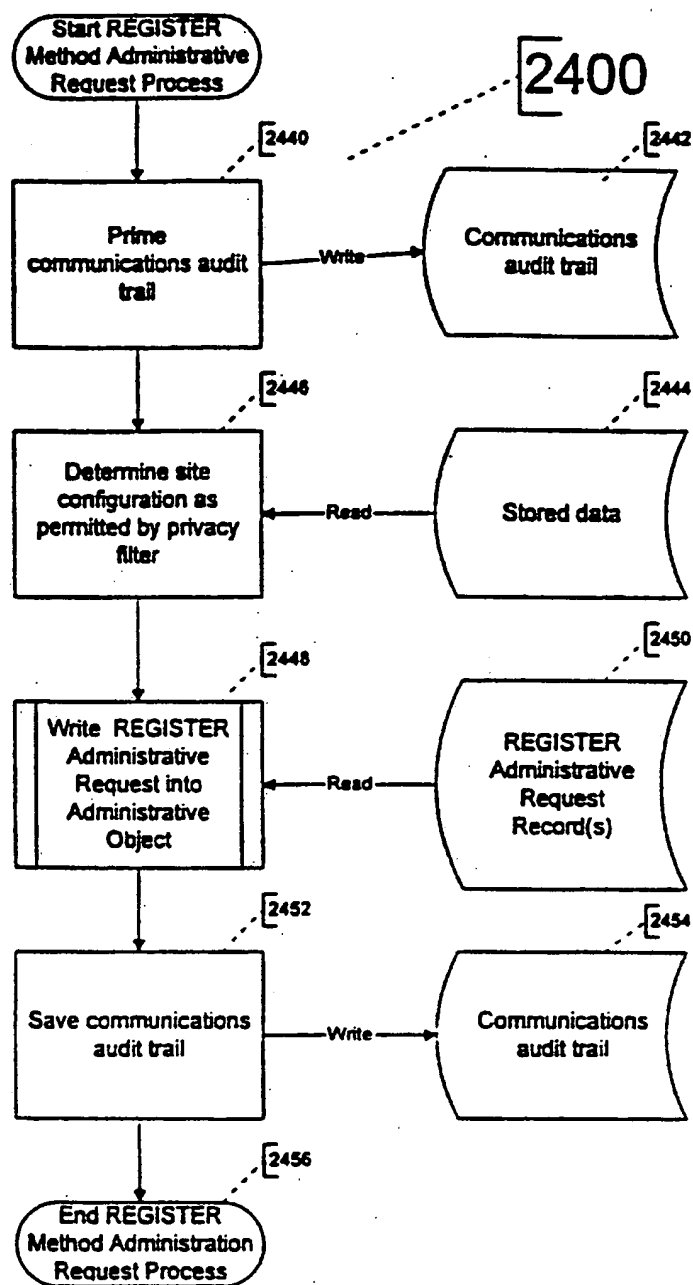 Start REGISTER
Method Administrative
Request Process
2400
2440
2442
Prime
communications audit
trail
Write
Communications
audit trail
2446
2444
Determine site
configuration as
permitted by privacy
filter
Read
Stored data
2448
2450
Write REGISTER
Administrative
Request into
Administrative
Object
Read
REGISTER
Administrative
Request
Record(s)
2452
2454
Save communications
audit trail
Write
Communications
audit trail
2456
End REGISTER
Method Administration
Request Process